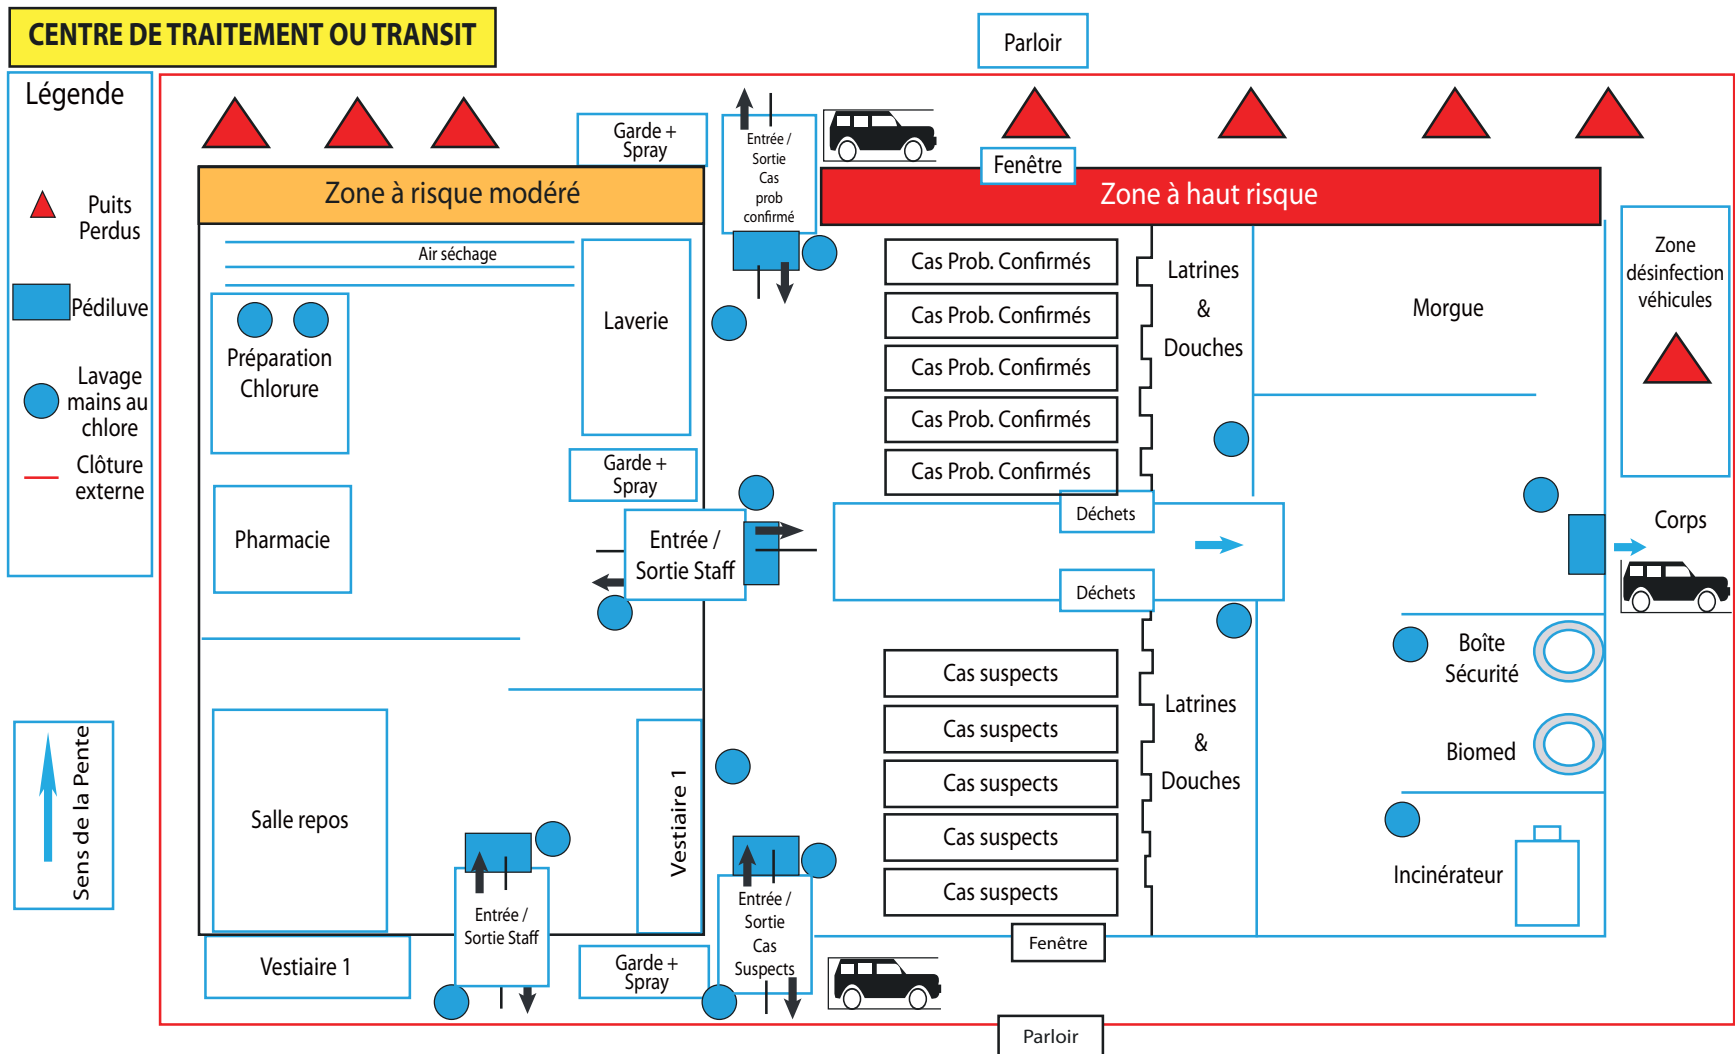 CENTRE DE TRAITEMENT OU TRANSIT
Parloir
Légende
Puits
Perdus
Pédiluve
Lavage
mains au
chlore
Clôture
externe
Sens de la Pente
Garde +
Spray
Entrée /
Sortie
Cas
prob
confirmé
Fenêtre
Zone à risque modéré
Zone à haut risque
Air séchage
Laverie
Préparation
Chlorure
Garde +
Spray
Pharmacie
Entrée /
Sortie Staff
Salle repos
Vestiaire 1
Entrée /
Sortie Staff
Vestiaire 1
Garde +
Spray
Entrée /
Sortie
Cas
Suspects
Cas Prob. Confirmés
Cas Prob. Confirmés
Cas Prob. Confirmés
Cas Prob. Confirmés
Cas Prob. Confirmés
Déchets
Déchets
Cas suspects
Cas suspects
Cas suspects
Cas suspects
Cas suspects
Fenêtre
Parloir
Latrines
&
Douches
Latrines
&
Douches
Morgue
Zone
désinfection
véhicules
Corps
Boîte
Sécurité
Biomed
Incinérateur